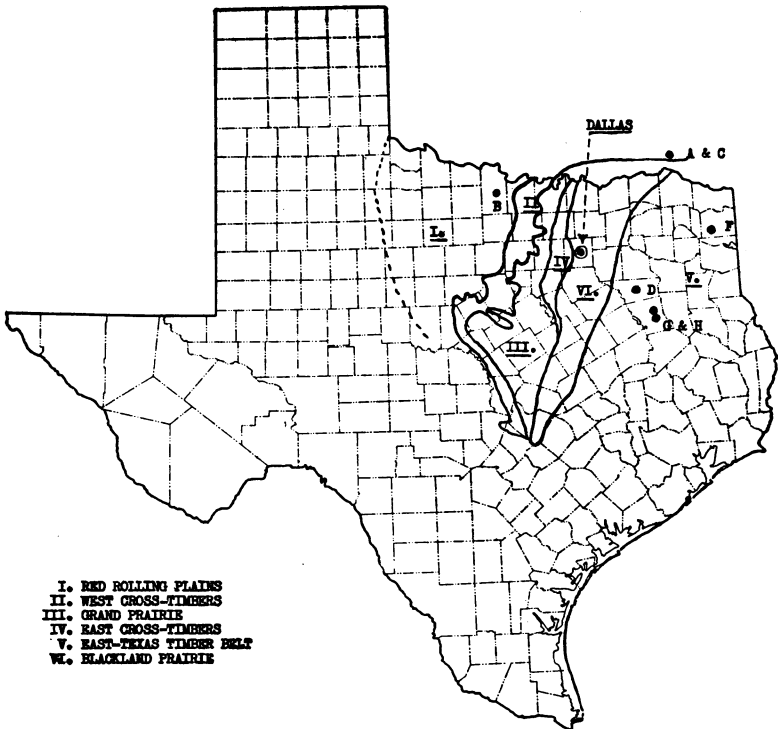 DALLAS
A & C
B
II
I.
F
IV
VI.
D
V.
G & H
III.
I. RED ROLLING PLAINS
II. WEST CROSS-TIMBERS
III. GRAND PRAIRIE
IV. EAST CROSS-TIMBERS
V. EAST-TEXAS TIMBER BELT
VI. BLACKLAND PRAIRIE